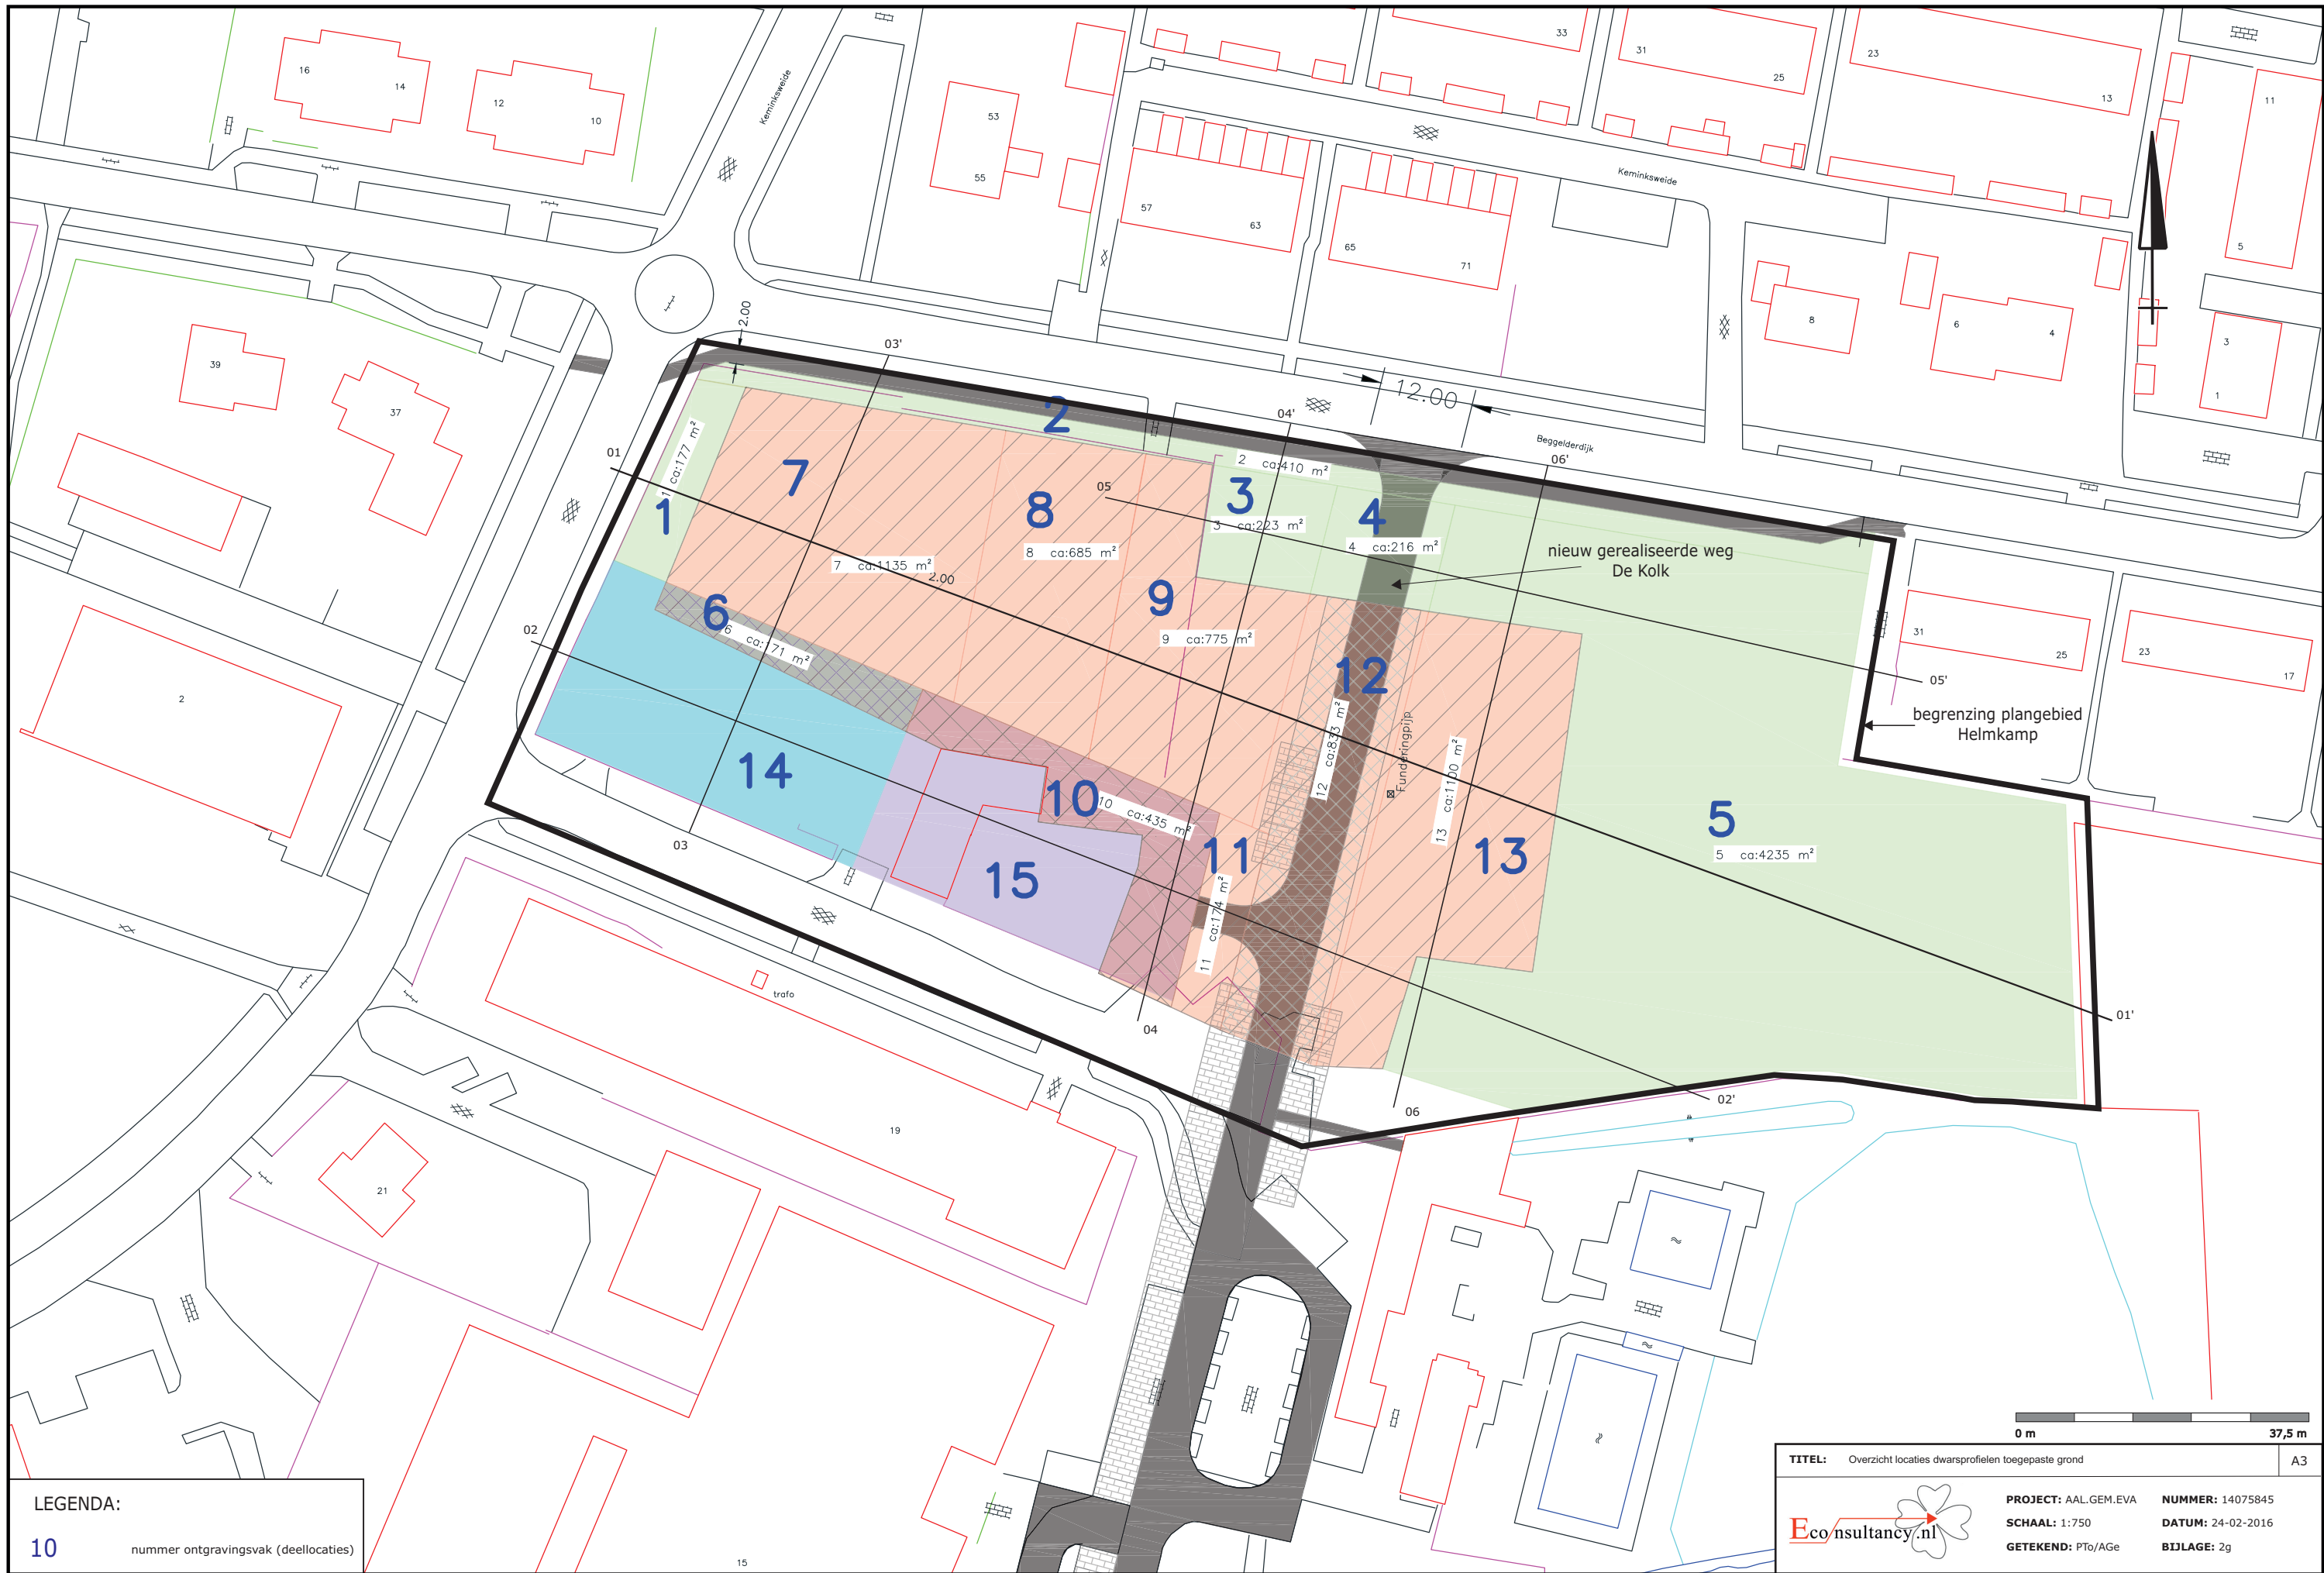 16
14
12
10
Keminksweide
53
55
57
63
65
71
33
31
25
23
13
11
5
Keminksweide
8
6
4
3
1
39
37
2
2.00
03'
12.00
04'
Beggelderdijk
06'
01
1 ca:177 m²
1
2
2 ca:410 m²
7
8
05
3
3 ca:223 m²
4
4 ca:216 m²
nieuw gerealiseerde weg
De Kolk
8 ca:685 m²
7 ca:1135 m²
2.00
9
9 ca:775 m²
6
6 ca:171 m²
02
12
12 ca:833 m²
Funderingpijp
13 ca:1100 m²
13
05'
begrenzing plangebied
Helmkamp
31
25
23
17
14
10
10 ca:435 m²
11
11 ca:174 m²
15
5
5 ca:4235 m²
03
04
06
02'
01'
trafo
19
21
15
0 m
37,5 m
TITEL: Overzicht locaties dwarsprofielen toegepaste grond
A3
Econsultancy.nl
PROJECT: AAL.GEM.EVA NUMMER: 14075845
SCHAAL: 1:750 DATUM: 24-02-2016
GETEKEND: PTo/AGe BIJLAGE: 2g
LEGENDA:
10 nummer ontgravingsvak (deellocaties)